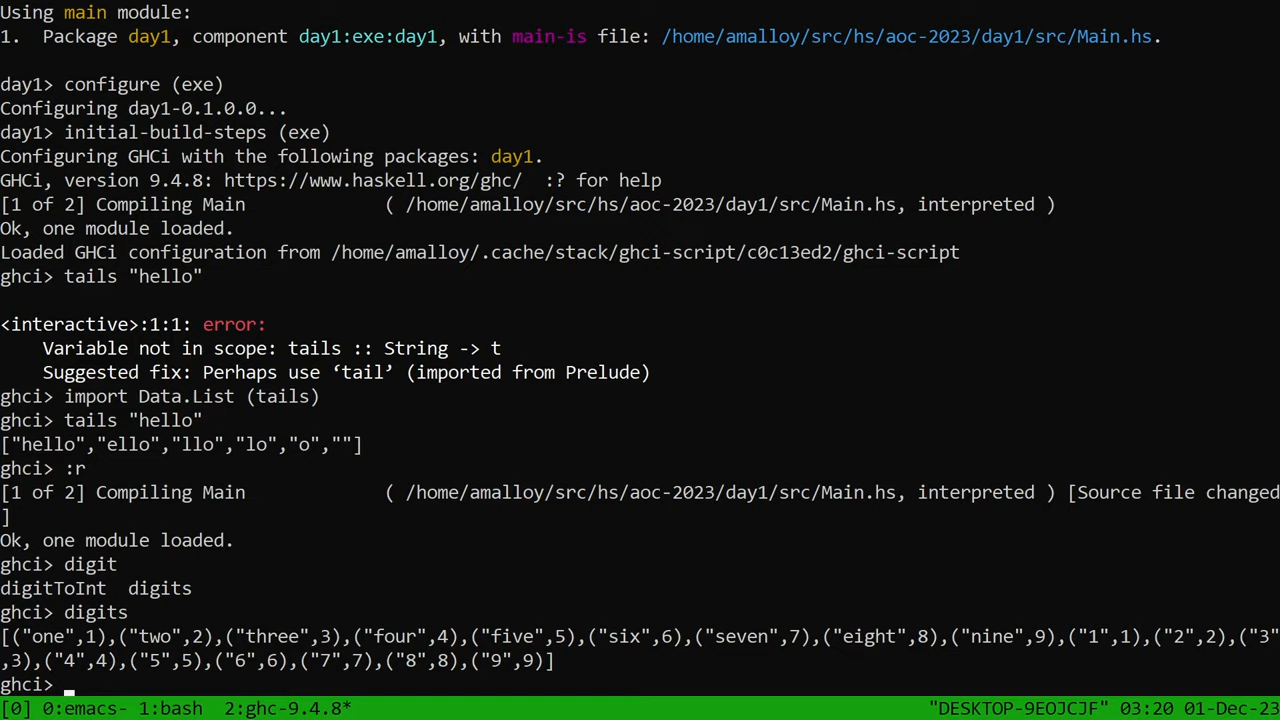 Using main module:
1.  Package day1, component day1:exe:day1, with main-is file: /home/amalloy/src/hs/aoc-2023/day1/src/Main.hs.
day1> configure (exe)
Configuring day1-0.1.0.0...
day1> initial-build-steps (exe)
Configuring GHCi with the following packages: day1.
GHCi, version 9.4.8: https://www.haskell.org/ghc/  :? for help
[1 of 2] Compiling Main             ( /home/amalloy/src/hs/aoc-2023/day1/src/Main.hs, interpreted )
Ok, one module loaded.
Loaded GHCi configuration from /home/amalloy/.cache/stack/ghci-script/c0c13ed2/ghci-script
ghci> tails "hello"
<interactive>:1:1: error:
    Variable not in scope: tails :: String -> t
    Suggested fix: Perhaps use ‘tail’ (imported from Prelude)
ghci> import Data.List (tails)
ghci> tails "hello"
["hello","ello","llo","lo","o",""]
ghci> :r
[1 of 2] Compiling Main             ( /home/amalloy/src/hs/aoc-2023/day1/src/Main.hs, interpreted ) [Source file changed
]
Ok, one module loaded.
ghci> digit
digitToInt  digits
ghci> digits
[("one",1),("two",2),("three",3),("four",4),("five",5),("six",6),("seven",7),("eight",8),("nine",9),("1",1),("2",2),("3"
,3),("4",4),("5",5),("6",6),("7",7),("8",8),("9",9)]
ghci>
[0] 0:emacs- 1:bash  2:ghc-9.4.8* "DESKTOP-9EOJCJF" 03:20 01-Dec-23